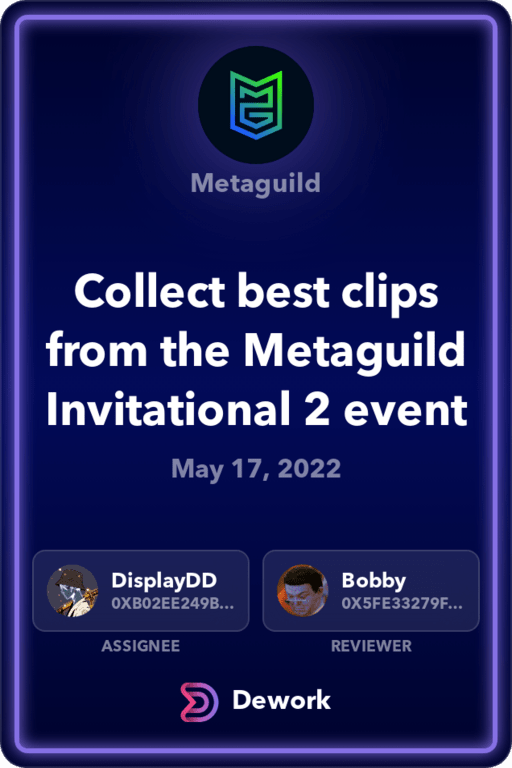 Metaguild
Collect best clips
from the Metaguild
Invitational 2 event
May 17, 2022
DisplayDD
0XB02EE249B...
Bobby
0X5FE33279F...
ASSIGNEE
REVIEWER
Dework